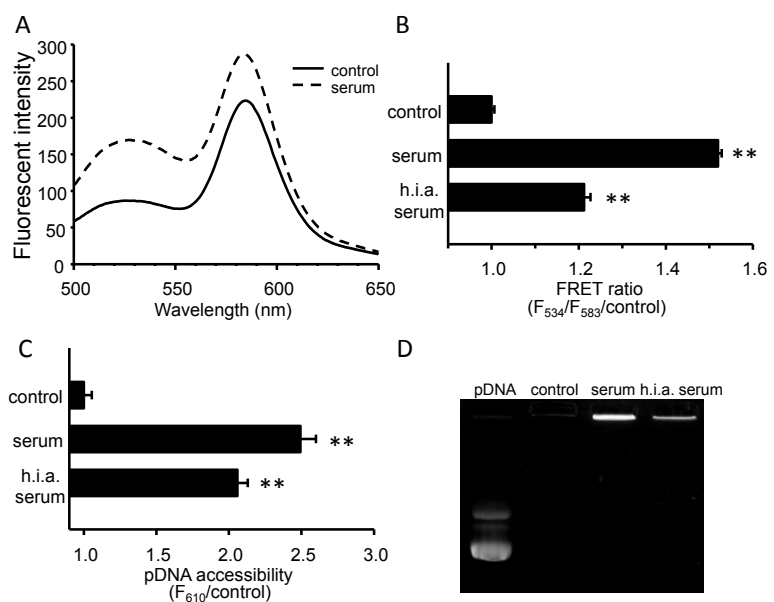 A
Fluorescent intensity
300
250
200
150
100
50
0
500
550
600
650
Wavelength (nm)
control
serum
B
control
serum
h.i.a.
serum
**
**
1.0
1.2
1.4
1.6
FRET ratio
(F534/F583/control)
C
control
serum
h.i.a.
serum
**
**
1.0
1.5
2.0
2.5
3.0
pDNA accessibility
(F610/control)
D
pDNA control serum h.i.a. serum